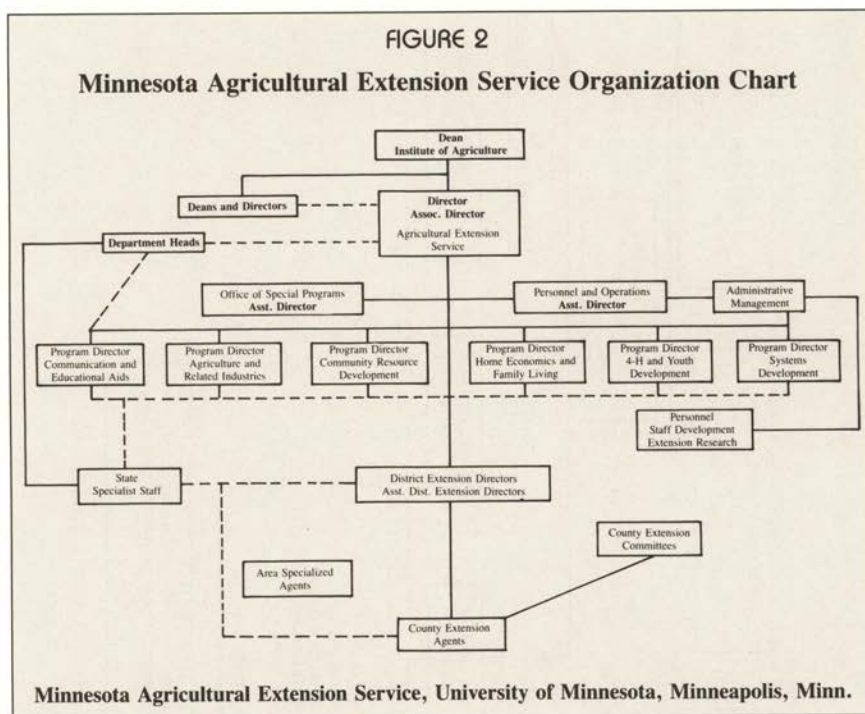 FIGURE 2
Minnesota Agricultural Extension Service Organization Chart
Dean
Institute of Agriculture
Deans and Directors
Director
Assoc. Director
Agricultural Extension
Service
Department Heads
Office of Special Programs
Asst. Director
Personnel and Operations
Asst. Director
Administrative
Management
Program Director
Communication and
Educational Aids
Program Director
Agriculture and
Related Industries
Program Director
Community Resource
Development
Program Director
Home Economics and
Family Living
Program Director
4-H and Youth
Development
Program Director
Systems
Development
Personnel
Staff Development
Extension Research
State
Specialist Staff
District Extension Directors
Asst. Dist. Extension Directors
County Extension
Committees
Area Specialized
Agents
County Extension
Agents
Minnesota Agricultural Extension Service, University of Minnesota, Minneapolis, Minn.